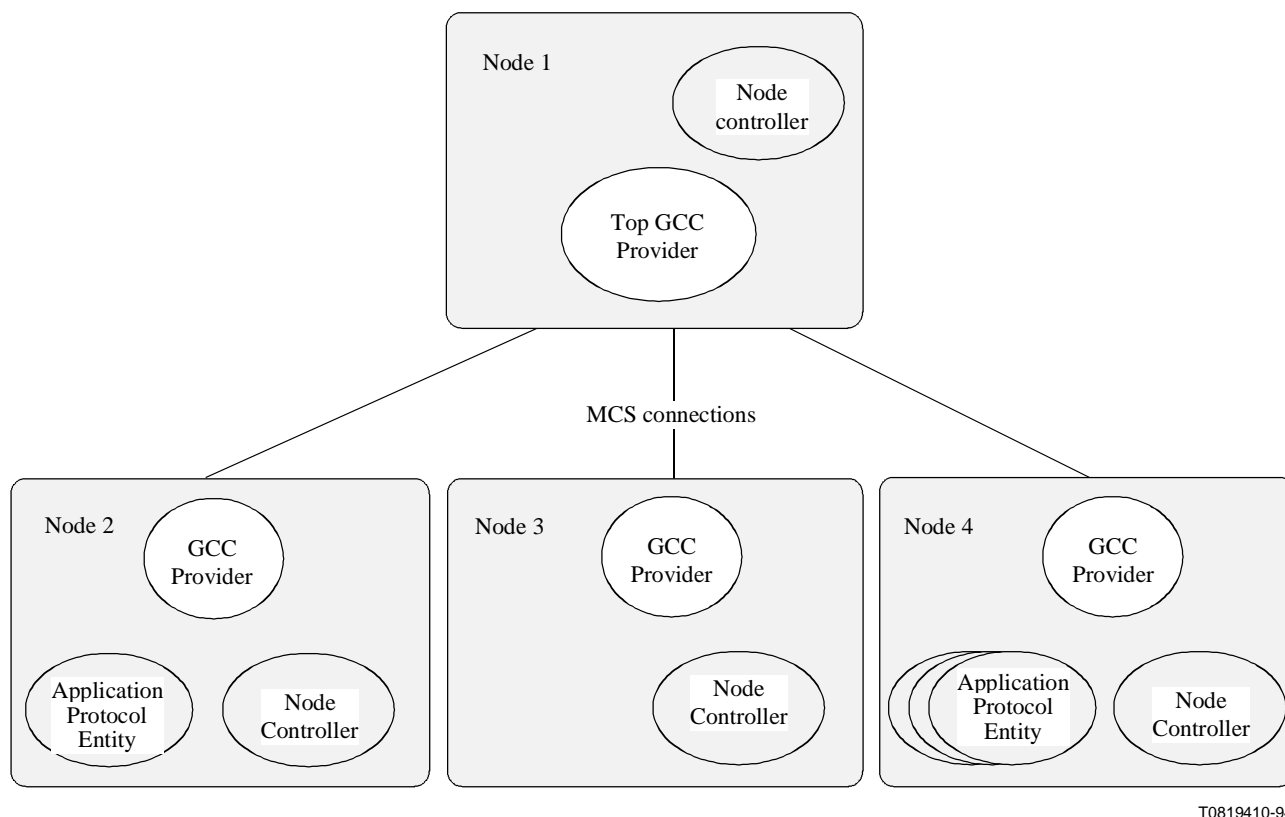 Node 1
Node
controller
Top GCC
Provider
MCS connections
Node 2
GCC
Provider
Application
Protocol
Entity
Node
Controller
Node 3
GCC
Provider
Node
Controller
Node 4
GCC
Provider
Application
Protocol
Entity
Node
Controller
T0819410-9